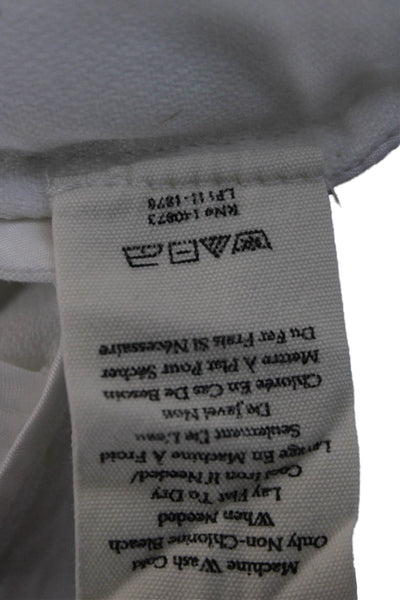 Machine Wash Cold
Only Non-Chlorine Bleach
When Needed
Lay Flat To Dry
Cool Iron If Needed/
Lavage En Machine À Froid
Seulement De L'eau
De Javel Non
Chlorée En Cas De Besoin
Mettre À Plat Pour Sécher
Du Fer Frais Si Nécessaire
RN# 140873
LP111-1876